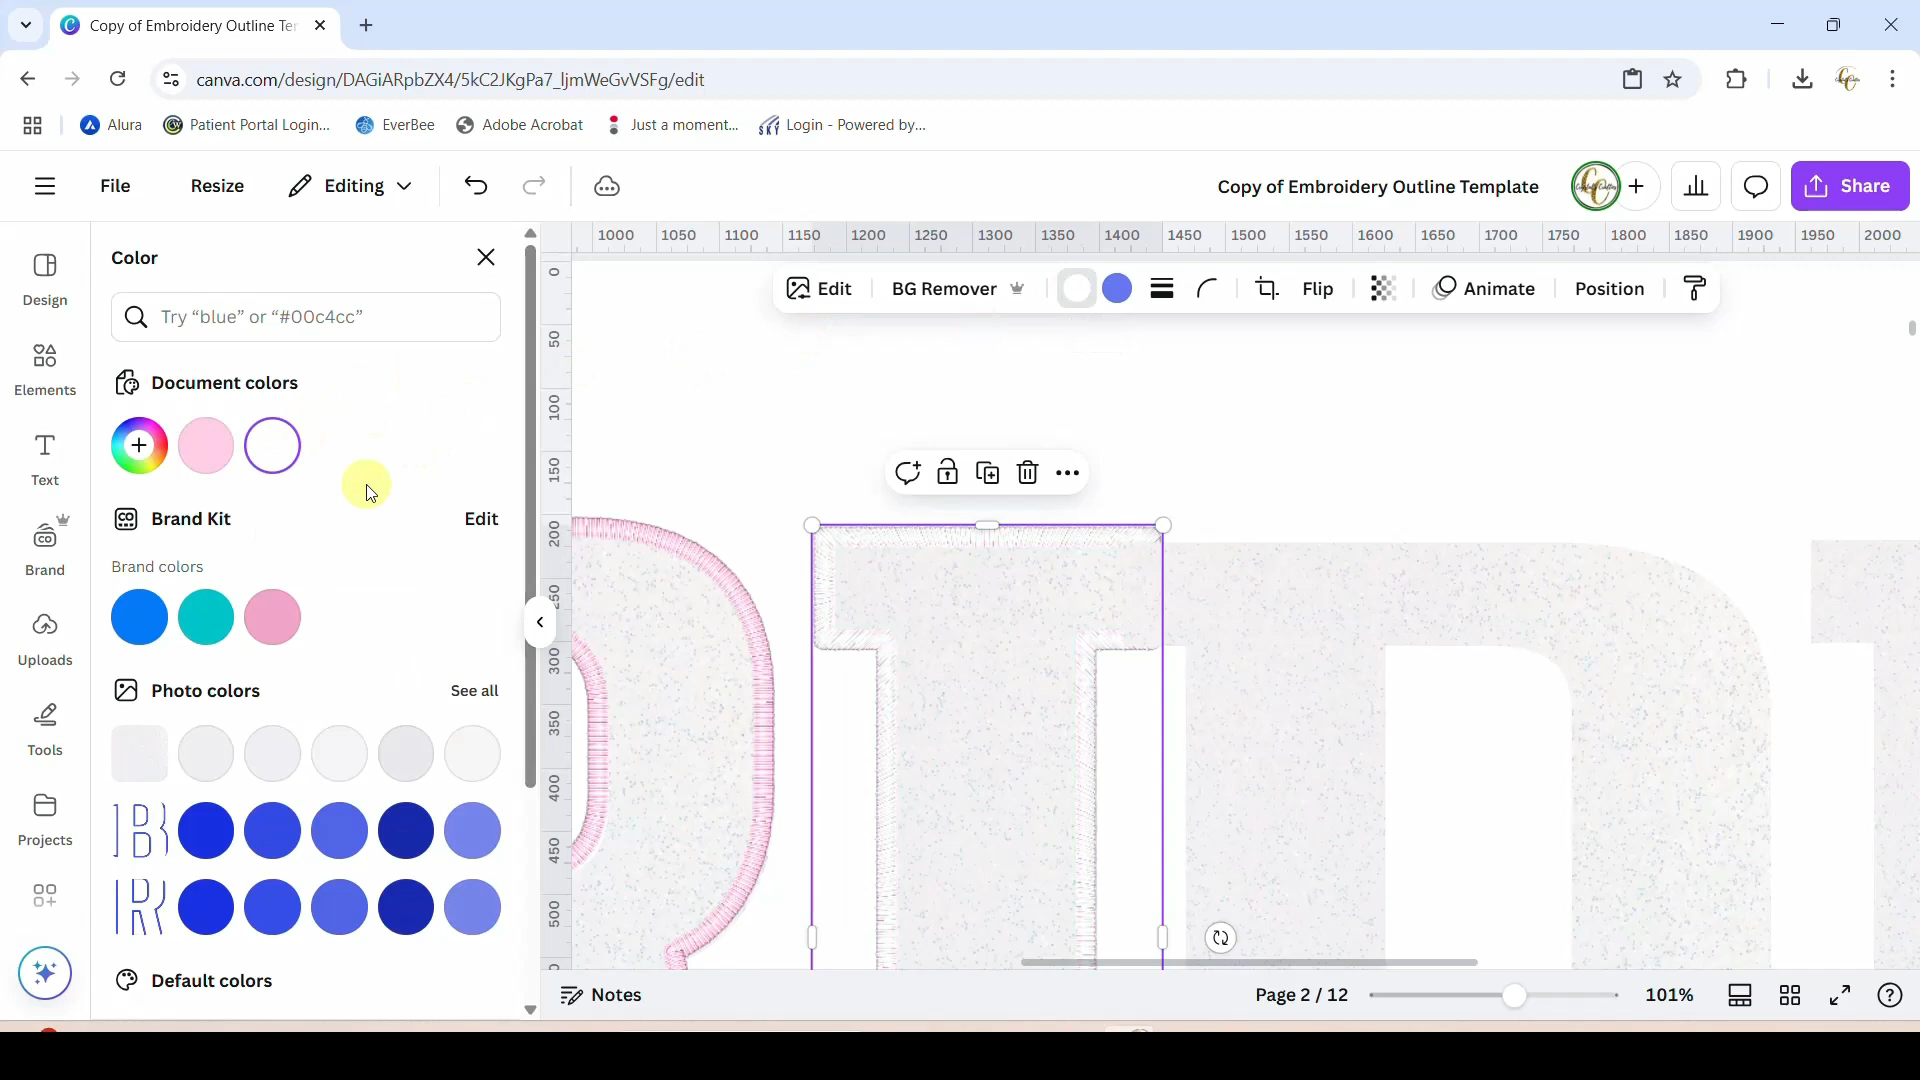 Copy of Embroidery Outline Ter
canva.com/design/DAGiARpbZX4/5kC2JKgPa7_ljmWeGvVSFg/edit
Alura
Patient Portal Login...
EverBee
Adobe Acrobat
Just a moment...
Login - Powered by...
File
Resize
Editing
Copy of Embroidery Outline Template
Share
Design
Elements
Text
Brand
Uploads
Tools
Projects
Color
Try “blue” or “#00c4cc”
Document colors
Brand Kit
Edit
Brand colors
Photo colors
See all
Default colors
1000 1050 1100 1150 1200 1250 1300 1350 1400 1450 1500 1550 1600 1650 1700 1750 1800 1850 1900 1950 2000
0
50
100
150
200
250
300
350
400
450
500
Edit
BG Remover
Flip
Animate
Position
Notes
Page 2 / 12
101%